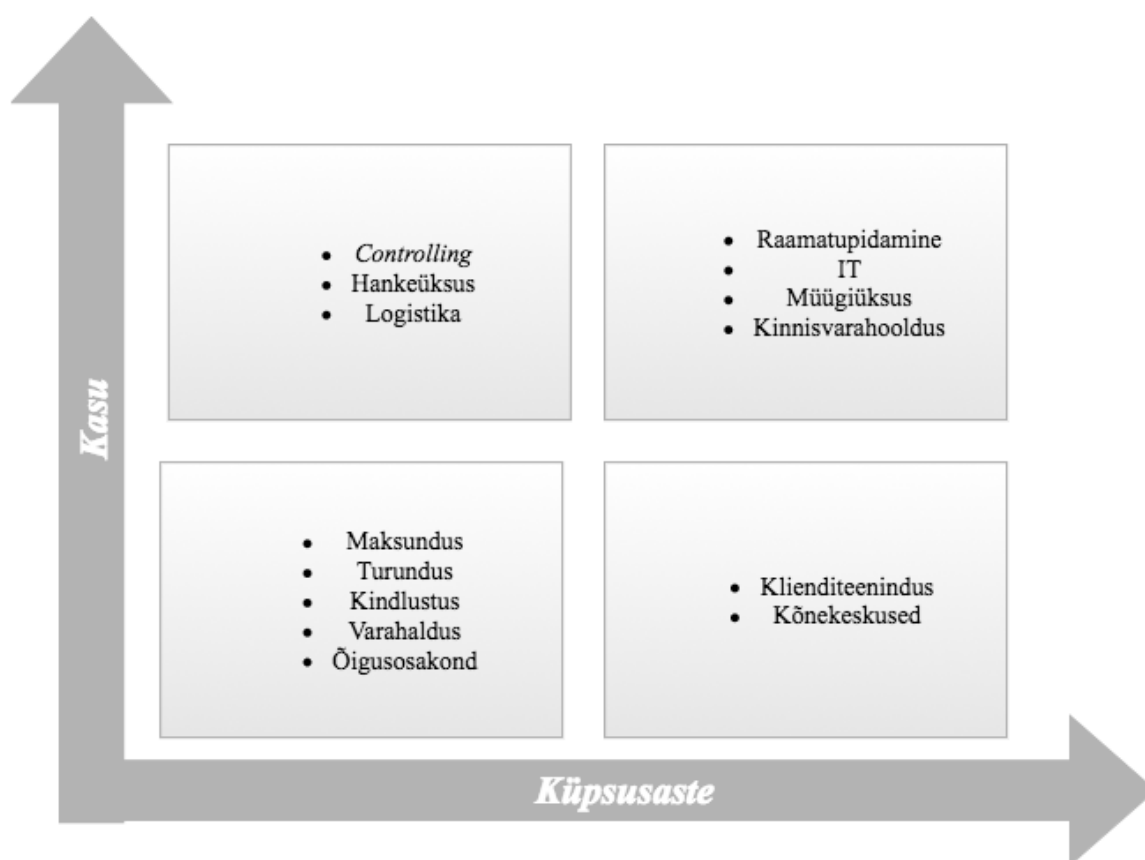 • Controlling
• Hankeüksus
• Logistika
• Raamatupidamine
• IT
• Müügiüksus
• Kinnisvarahooldus
Kasu
• Maksundus
• Turundus
• Kindlustus
• Varahaldus
• Õigusosakond
• Klienditeenindus
• Kõnekeskused
Küpsusaste